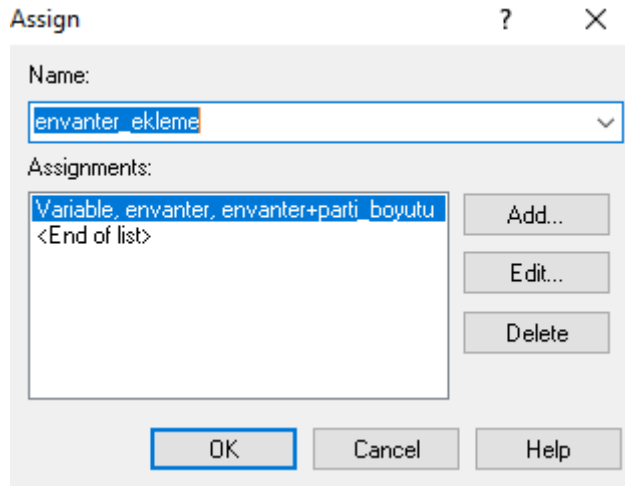 Assign
?
Name:
envanter_ekleme
Assignments:
Variable, envanter, envanter+parti_boyutu
<End of list>
Add...
Edit...
Delete
OK
Cancel
Help